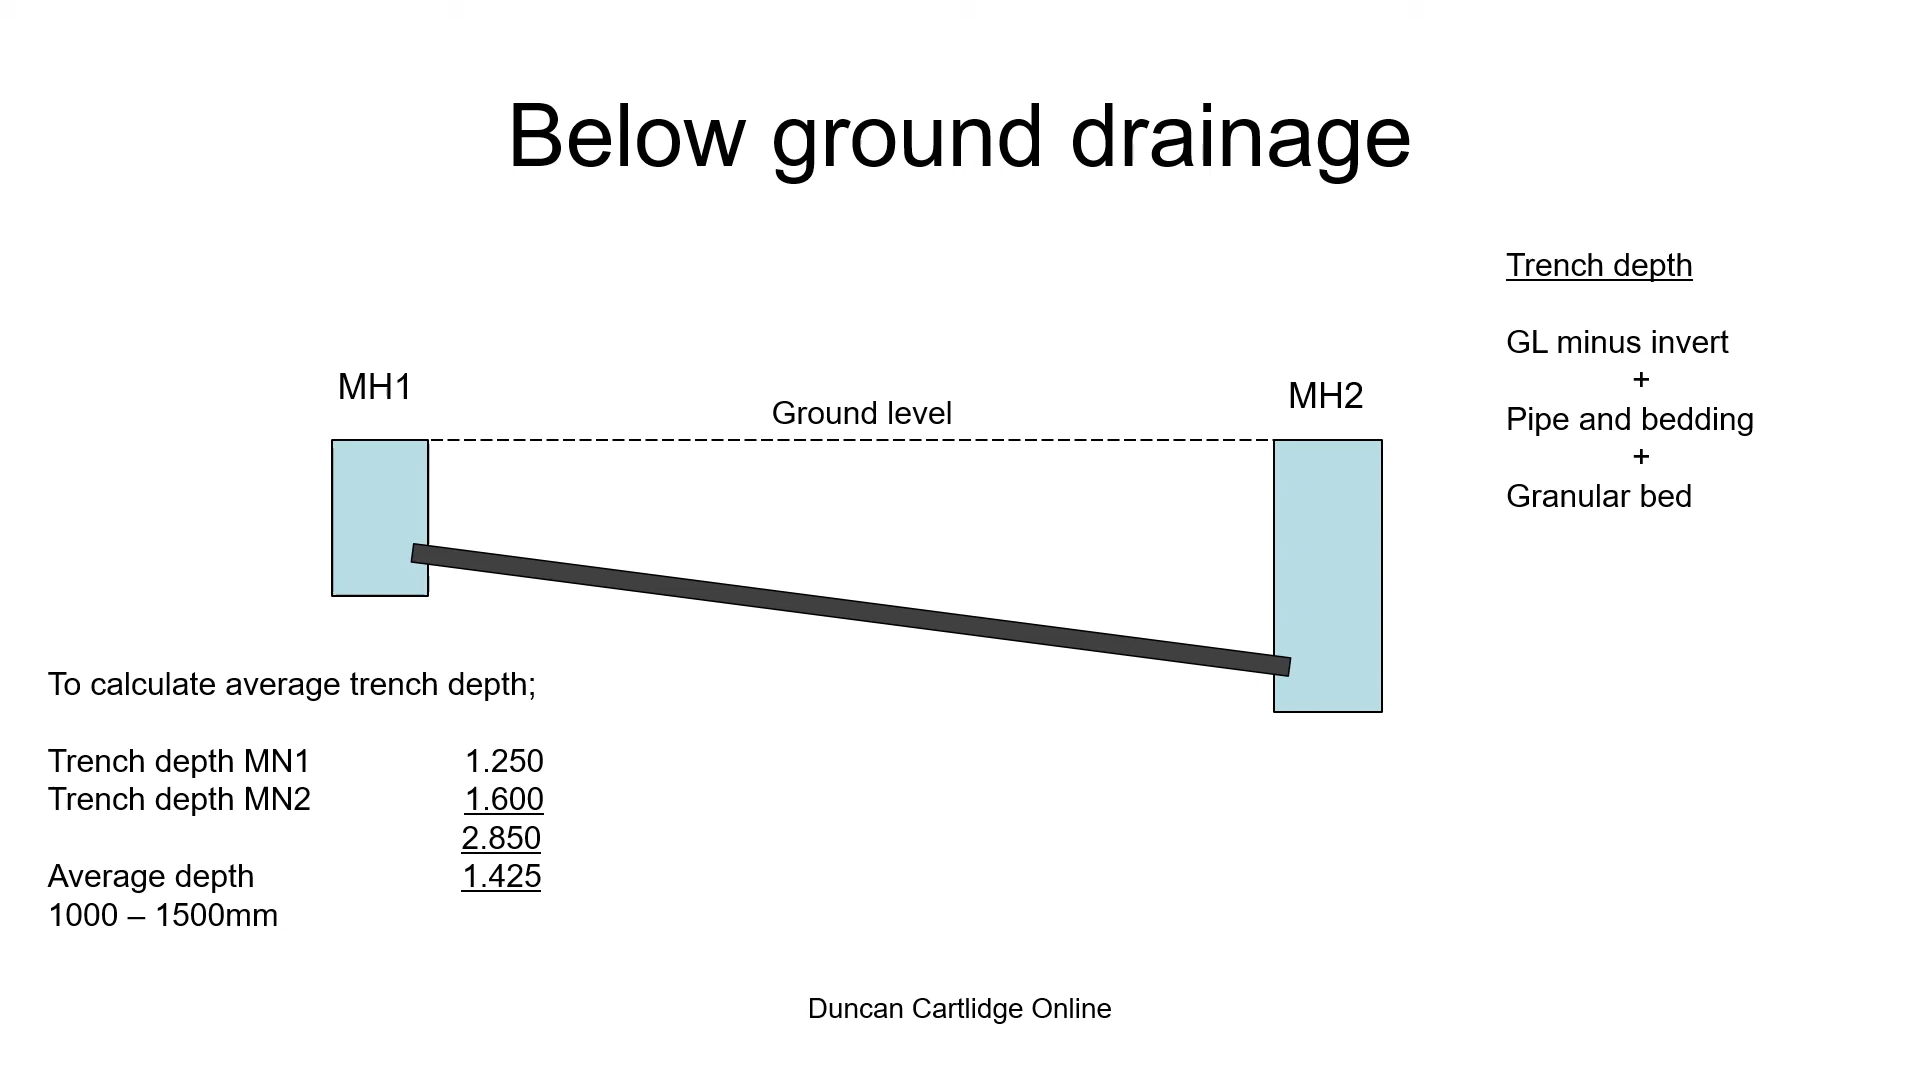 Below ground drainage
Trench depth
GL minus invert
+
Pipe and bedding
+
Granular bed
MH1
MH2
Ground level
To calculate average trench depth;
Trench depth MN1 1.250
Trench depth MN2 1.600
2.850
Average depth 1.425
1000 – 1500mm
Duncan Cartlidge Online